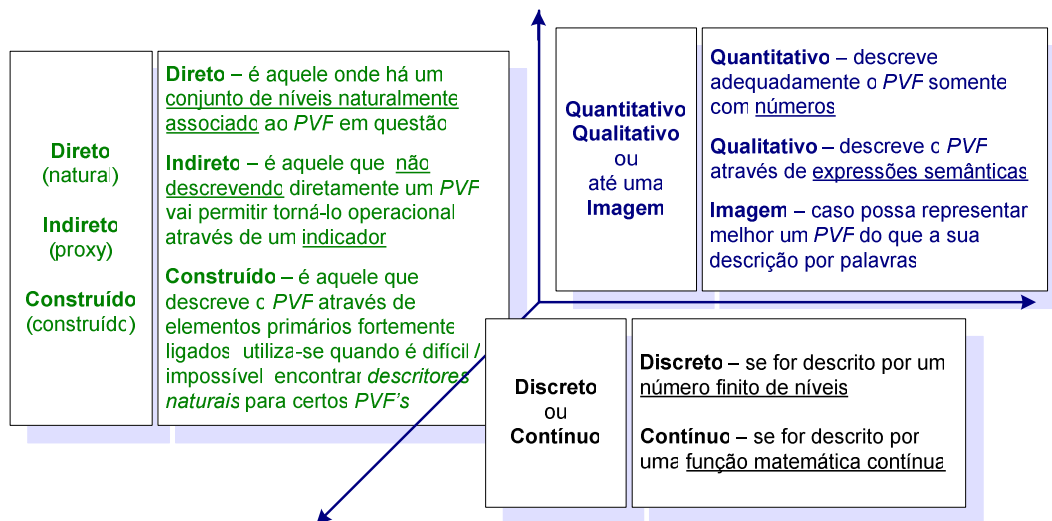 Direto
(natural)
Indireto
(proxy)
Construído
(construído)
Direto – é aquele onde há um
conjunto de níveis naturalmente
associado ao PVF em questão
Indireto – é aquele que não
descrevendo diretamente um PVF
vai permitir torná-lo operacional
através de um indicador
Construído – é aquele que
descreve o PVF através de
elementos primários fortemente
ligados utiliza-se quando é difícil /
impossível encontrar descritores
naturais para certos PVF's
Quantitativo
Qualitativo
ou
até uma
Imagem
Quantitativo – descreve
adequadamente o PVF somente
com números
Qualitativo – descreve o PVF
através de expressões semânticas
Imagem – caso possa representar
melhor um PVF do que a sua
descrição por palavras
Discreto
ou
Contínuo
Discreto – se for descrito por um
número finito de níveis
Contínuo – se for descrito por
uma função matemática contínua